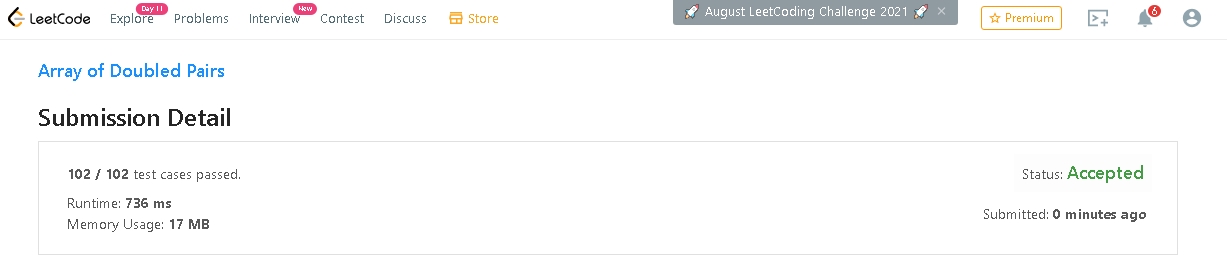 LeetCode Explore Day 11 Problems Interview New Contest Discuss Store 🚀 August LeetCoding Challenge 2021 🚀 × Premium 6
Array of Doubled Pairs
Submission Detail
102 / 102 test cases passed. Status: Accepted
Runtime: 736 ms
Submitted: 0 minutes ago
Memory Usage: 17 MB